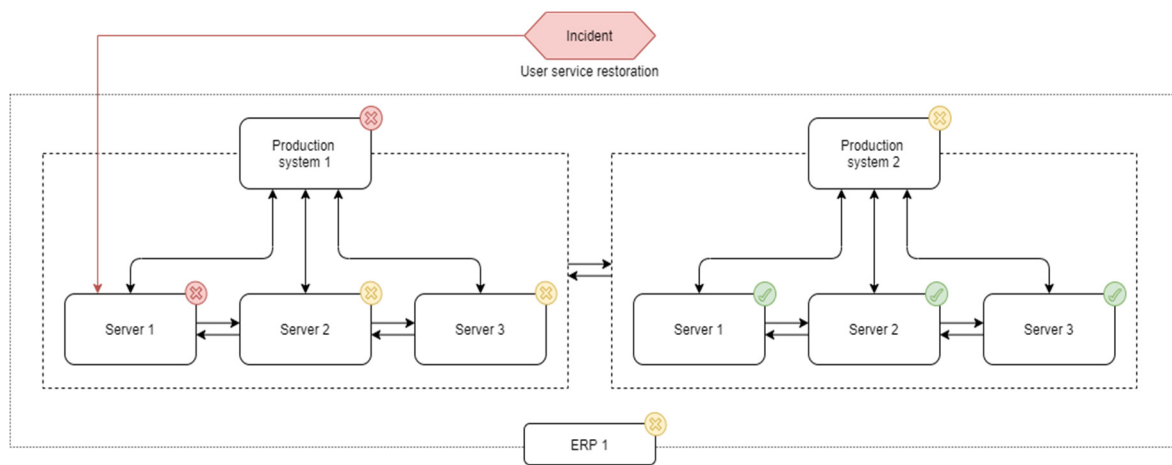 Incident
User service restoration
Production
system 1
Production
system 2
Server 1
Server 2
Server 3
Server 1
Server 2
Server 3
ERP 1